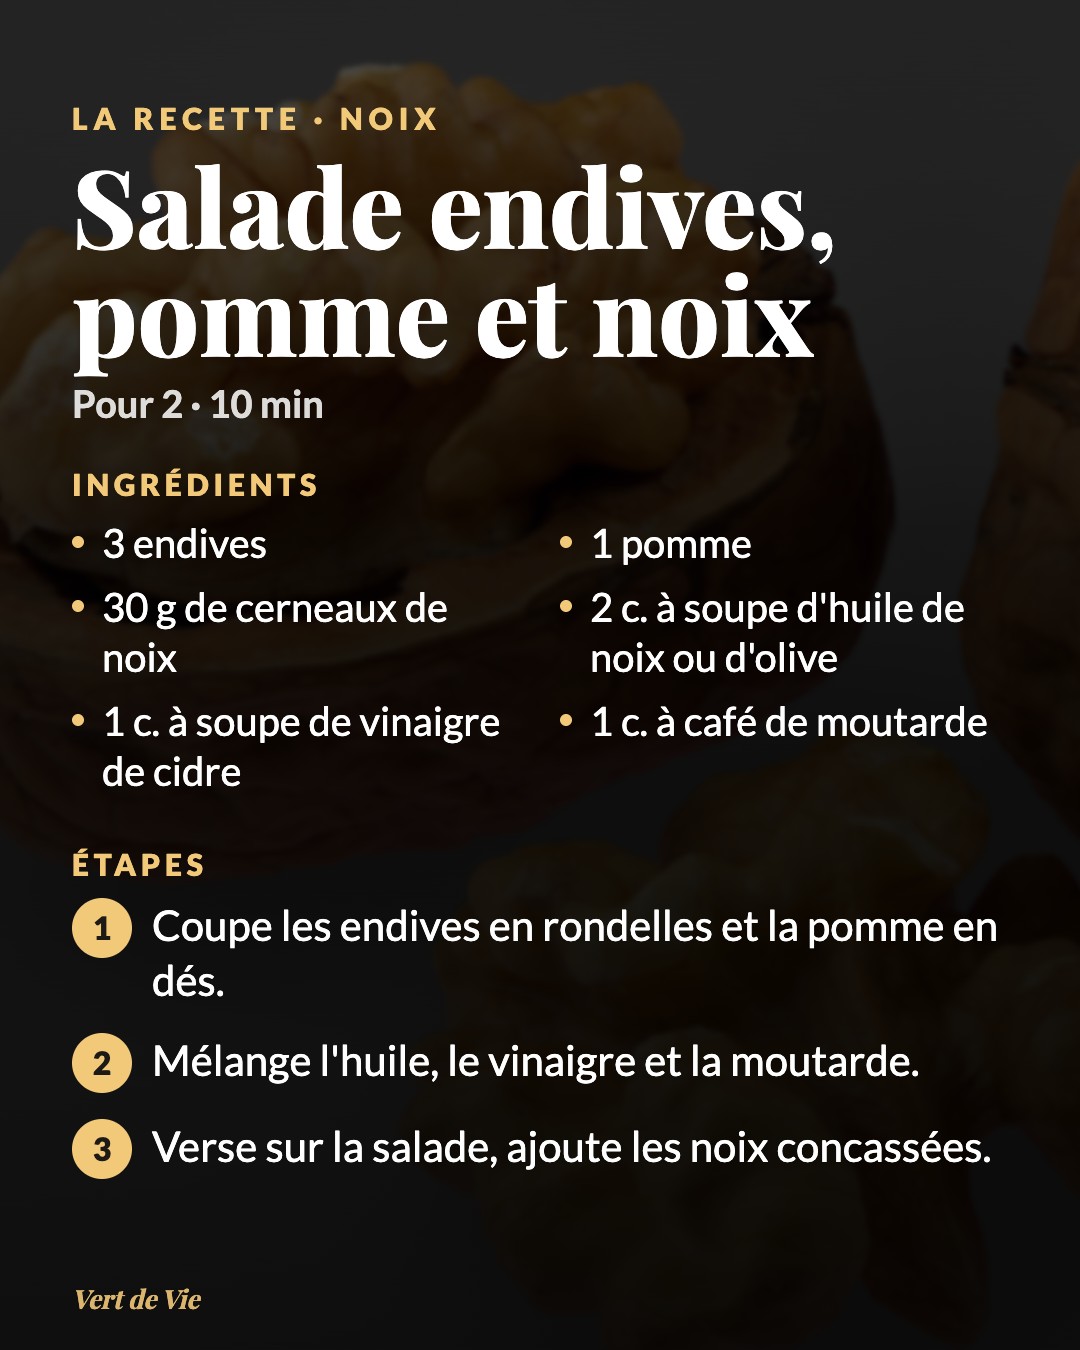 LA RECETTE · NOIX
Salade endives,
pomme et noix
Pour 2 · 10 min
INGRÉDIENTS
• 3 endives
• 1 pomme
• 30 g de cerneaux de
noix
• 2 c. à soupe d'huile de
noix ou d'olive
• 1 c. à soupe de vinaigre
de cidre
• 1 c. à café de moutarde
ÉTAPES
1 Coupe les endives en rondelles et la pomme en
dés.
2 Mélange l'huile, le vinaigre et la moutarde.
3 Verse sur la salade, ajoute les noix concassées.
Vert de Vie